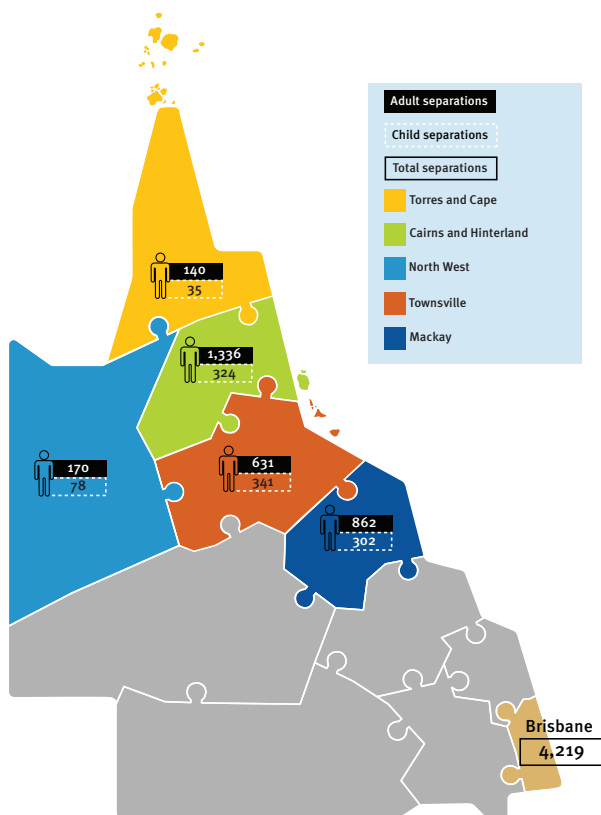 Adult separations
Child separations
Total separations
Torres and Cape
Cairns and Hinterland
North West
Townsville
Mackay
140
35
1,336
324
170
78
631
341
862
302
Brisbane
4,219